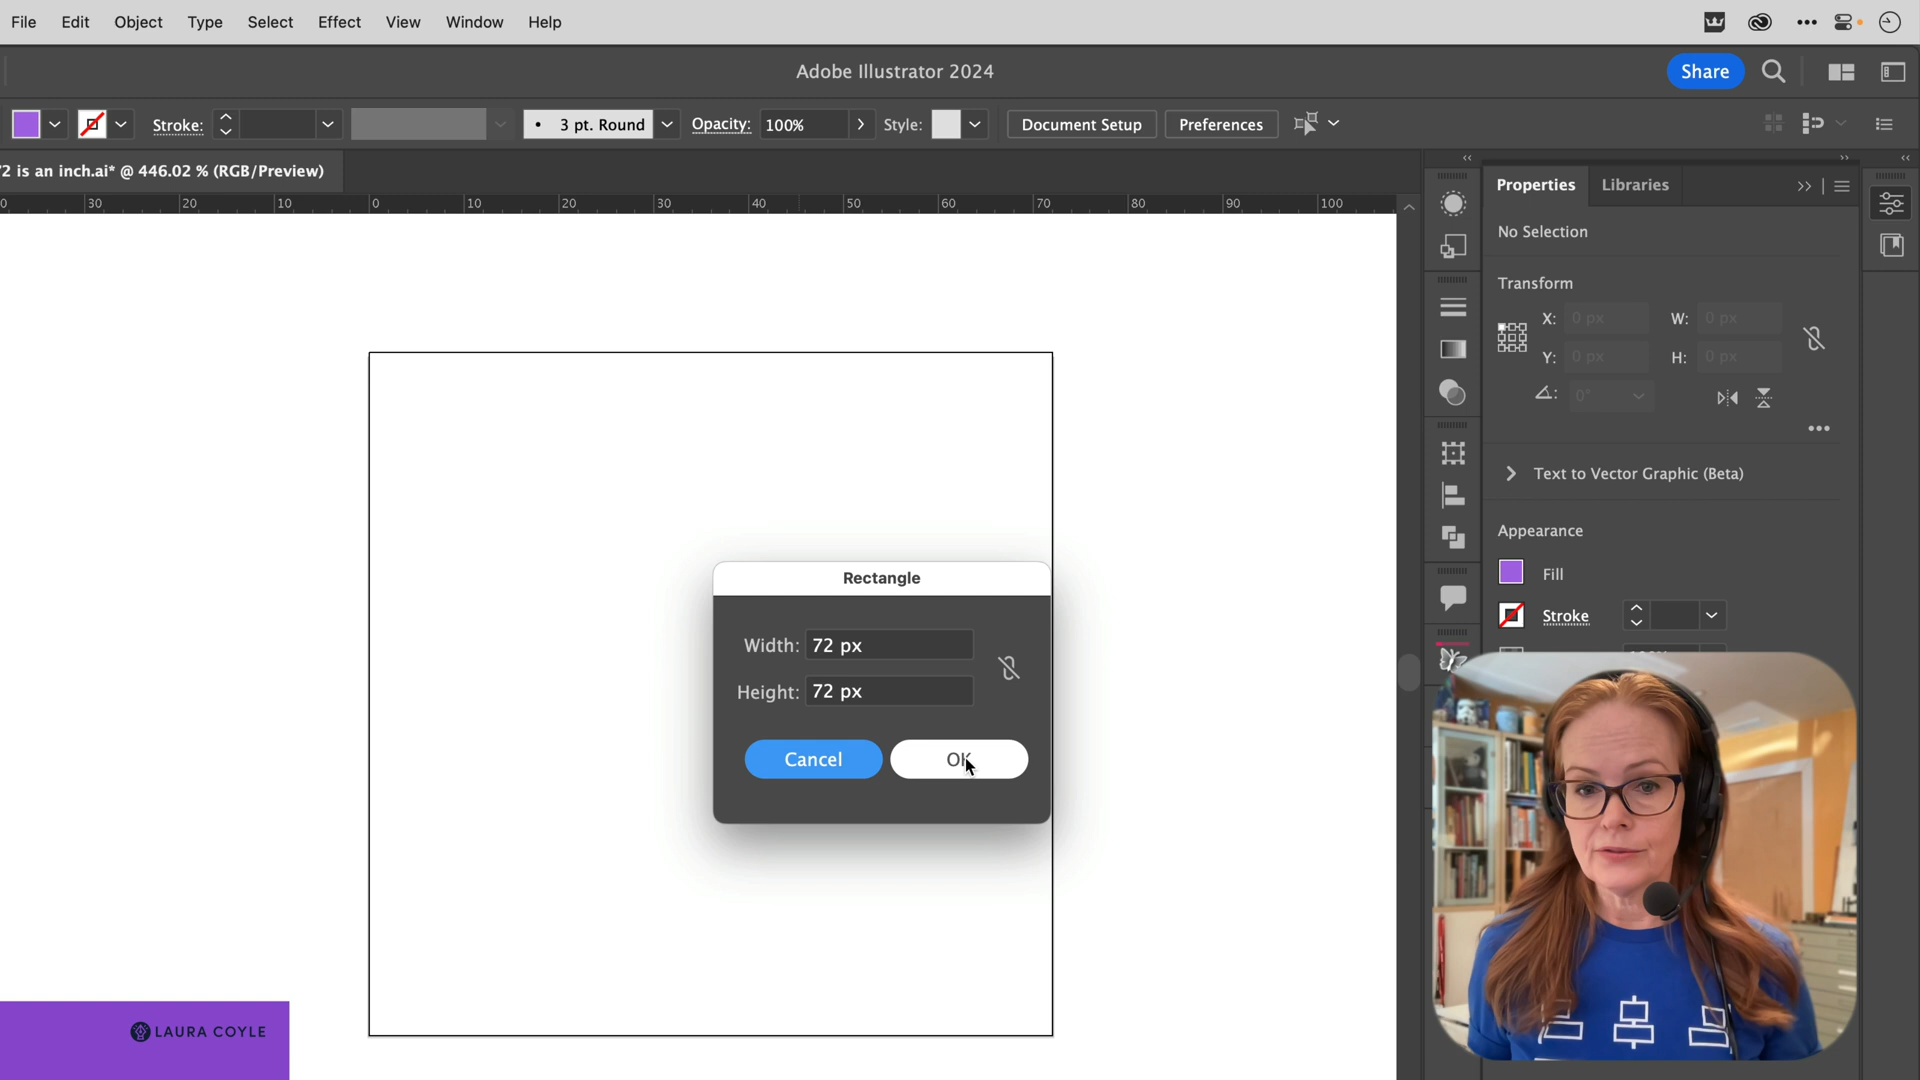 File Edit Object Type Select Effect View Window Help
Adobe Illustrator 2024
Share
Stroke:
3 pt. Round
Opacity: 100%
Style:
Document Setup
Preferences
2 is an inch.ai* @ 446.02 % (RGB/Preview)
0 30 20 10 0 10 20 30 40 50 60 70 80 90 100
Properties
Libraries
No Selection
Transform
X: 0 px W: 0 px
Y: 0 px H: 0 px
0°
Text to Vector Graphic (Beta)
Appearance
Fill
Stroke
Rectangle
Width: 72 px
Height: 72 px
Cancel
OK
LAURA COYLE